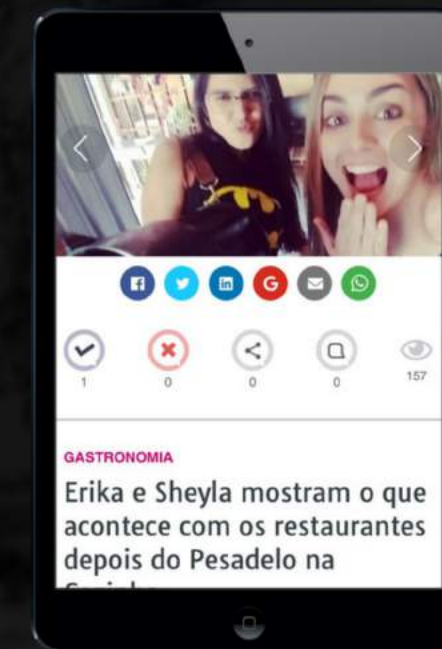 1
0
0
0
157
GASTRONOMIA
Erika e Sheyla mostram o que
acontece com os restaurantes
depois do Pesadelo na